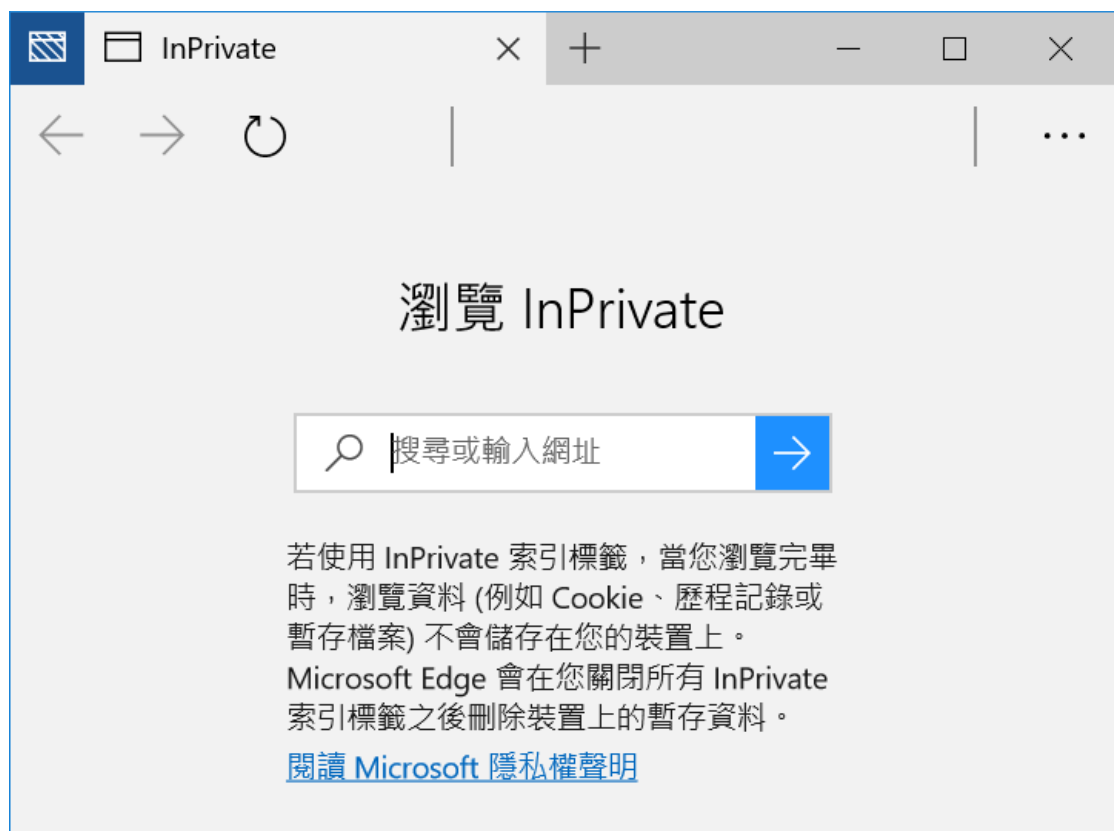 InPrivate
瀏覽 InPrivate
搜尋或輸入網址
若使用 InPrivate 索引標籤，當您瀏覽完畢
時，瀏覽資料 (例如 Cookie、歷程記錄或
暫存檔案) 不會儲存在您的裝置上。
Microsoft Edge 會在您關閉所有 InPrivate
索引標籤之後刪除裝置上的暫存資料。
閱讀 Microsoft 隱私權聲明